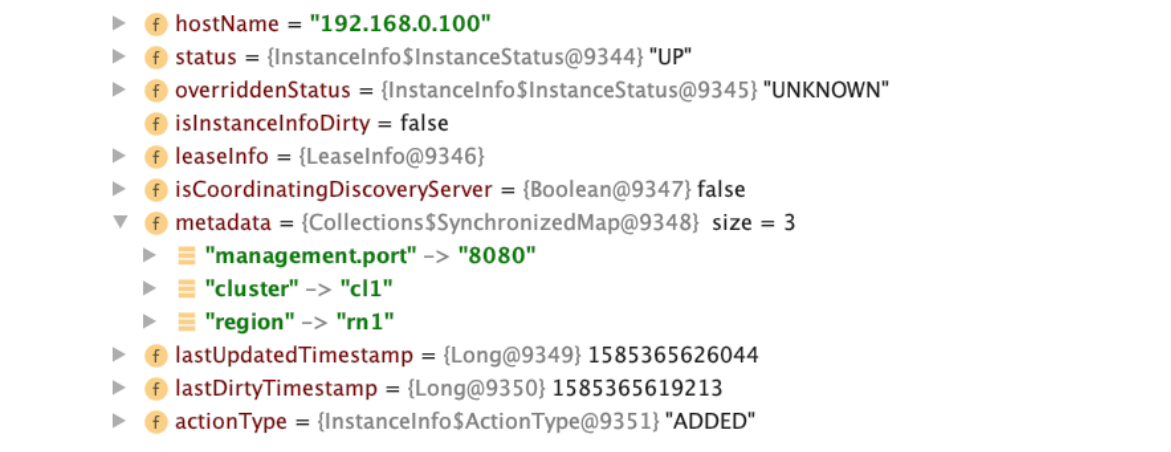 f hostName = "192.168.0.100"
f status = {InstanceInfo$InstanceStatus@9344} "UP"
f overriddenStatus = {InstanceInfo$InstanceStatus@9345} "UNKNOWN"
f isInstanceInfoDirty = false
f leaseInfo = {LeaseInfo@9346}
f isCoordinatingDiscoveryServer = {Boolean@9347} false
f metadata = {Collections$SynchronizedMap@9348} size = 3
"management.port" -> "8080"
"cluster" -> "cl1"
"region" -> "rn1"
f lastUpdatedTimestamp = {Long@9349} 1585365626044
f lastDirtyTimestamp = {Long@9350} 1585365619213
f actionType = {InstanceInfo$ActionType@9351} "ADDED"